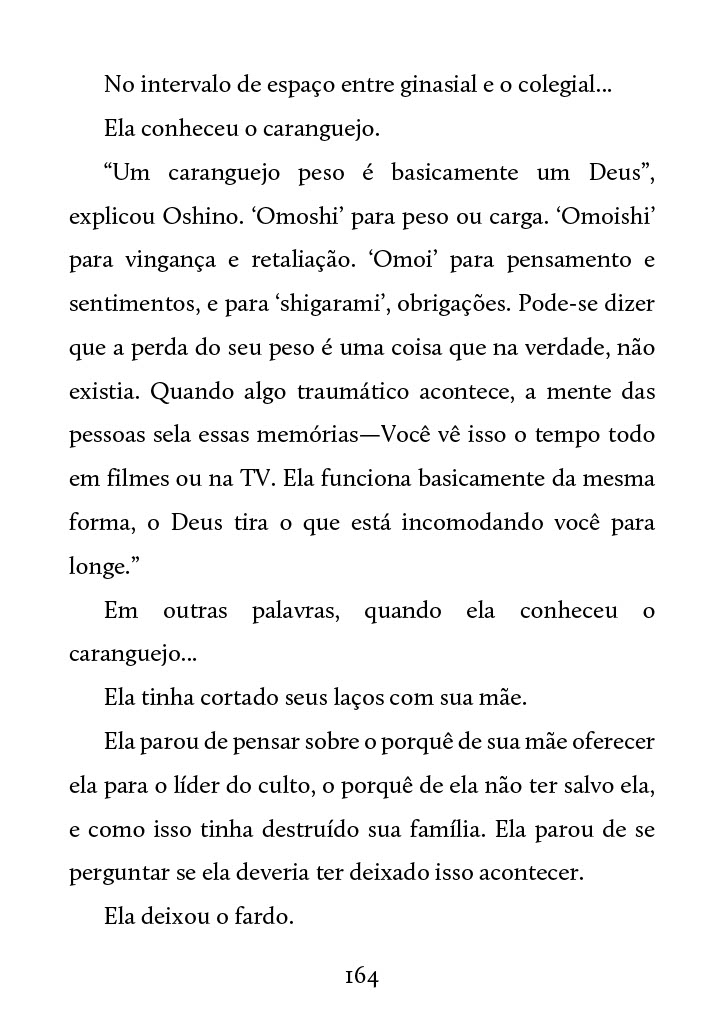 No intervalo de espaço entre ginasial e o colegial...
Ela conheceu o caranguejo.
“Um caranguejo peso é basicamente um Deus”,
explicou Oshino. ‘Omoshi’ para peso ou carga. ‘Omoishi’
para vingança e retaliação. ‘Omoi’ para pensamento e
sentimentos, e para ‘shigarami’, obrigações. Pode-se dizer
que a perda do seu peso é uma coisa que na verdade, não
existia. Quando algo traumático acontece, a mente das
pessoas sela essas memórias—Você vê isso o tempo todo
em filmes ou na TV. Ela funciona basicamente da mesma
forma, o Deus tira o que está incomodando você para
longe.”
Em outras palavras, quando ela conheceu o
caranguejo...
Ela tinha cortado seus laços com sua mãe.
Ela parou de pensar sobre o porquê de sua mãe oferecer
ela para o líder do culto, o porquê de ela não ter salvo ela,
e como isso tinha destruído sua família. Ela parou de se
perguntar se ela deveria ter deixado isso acontecer.
Ela deixou o fardo.
164